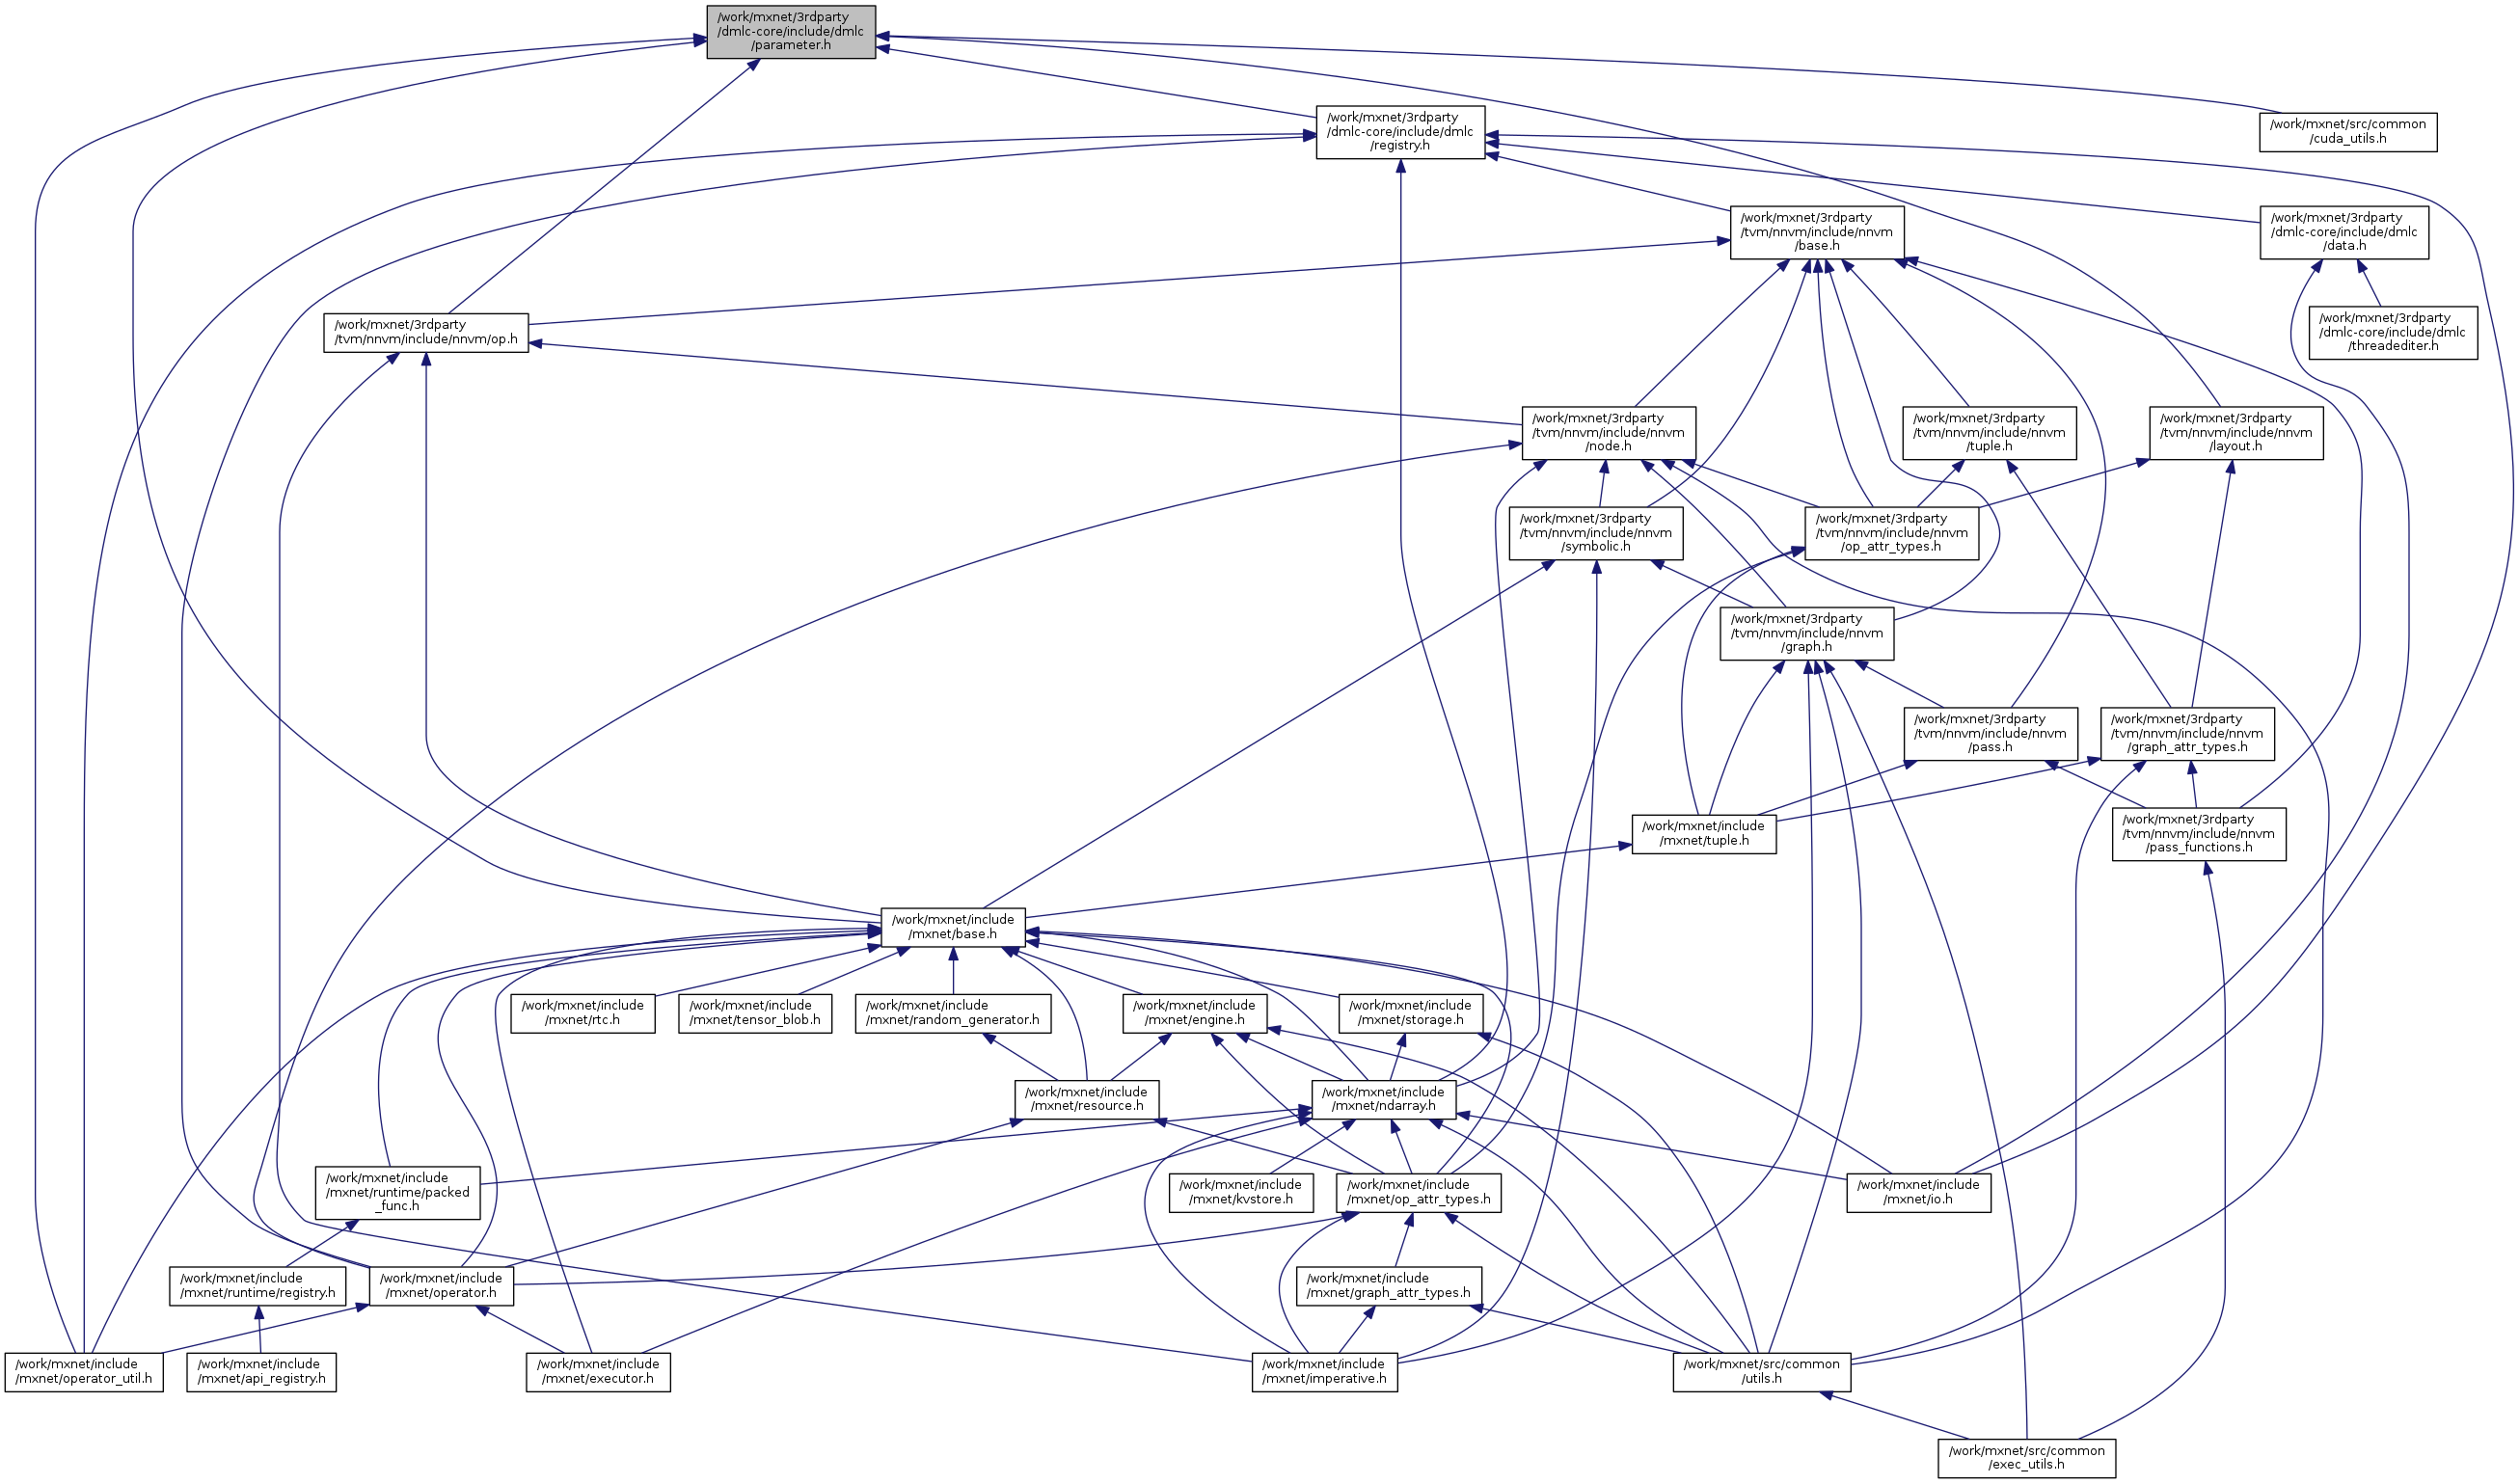 /work/mxnet/3rdparty
/dmlc-core/include/dmlc
/parameter.h
/work/mxnet/3rdparty
/dmlc-core/include/dmlc
/registry.h
/work/mxnet/src/common
/cuda_utils.h
/work/mxnet/3rdparty
/tvm/nnvm/include/nnvm
/base.h
/work/mxnet/3rdparty
/dmlc-core/include/dmlc
/data.h
/work/mxnet/3rdparty
/tvm/nnvm/include/nnvm/op.h
/work/mxnet/3rdparty
/dmlc-core/include/dmlc
/threadediter.h
/work/mxnet/3rdparty
/tvm/nnvm/include/nnvm
/node.h
/work/mxnet/3rdparty
/tvm/nnvm/include/nnvm
/tuple.h
/work/mxnet/3rdparty
/tvm/nnvm/include/nnvm
/layout.h
/work/mxnet/3rdparty
/tvm/nnvm/include/nnvm
/symbolic.h
/work/mxnet/3rdparty
/tvm/nnvm/include/nnvm
/op_attr_types.h
/work/mxnet/3rdparty
/tvm/nnvm/include/nnvm
/graph.h
/work/mxnet/3rdparty
/tvm/nnvm/include/nnvm
/pass.h
/work/mxnet/3rdparty
/tvm/nnvm/include/nnvm
/graph_attr_types.h
/work/mxnet/include
/mxnet/tuple.h
/work/mxnet/3rdparty
/tvm/nnvm/include/nnvm
/pass_functions.h
/work/mxnet/include
/mxnet/base.h
/work/mxnet/include
/mxnet/rtc.h
/work/mxnet/include
/mxnet/tensor_blob.h
/work/mxnet/include
/mxnet/random_generator.h
/work/mxnet/include
/mxnet/engine.h
/work/mxnet/include
/mxnet/storage.h
/work/mxnet/include
/mxnet/resource.h
/work/mxnet/include
/mxnet/ndarray.h
/work/mxnet/include
/mxnet/runtime/packed
_func.h
/work/mxnet/include
/mxnet/kvstore.h
/work/mxnet/include
/mxnet/op_attr_types.h
/work/mxnet/include
/mxnet/io.h
/work/mxnet/include
/mxnet/runtime/registry.h
/work/mxnet/include
/mxnet/operator.h
/work/mxnet/include
/mxnet/graph_attr_types.h
/work/mxnet/include
/mxnet/operator_util.h
/work/mxnet/include
/mxnet/api_registry.h
/work/mxnet/include
/mxnet/executor.h
/work/mxnet/include
/mxnet/imperative.h
/work/mxnet/src/common
/utils.h
/work/mxnet/src/common
/exec_utils.h